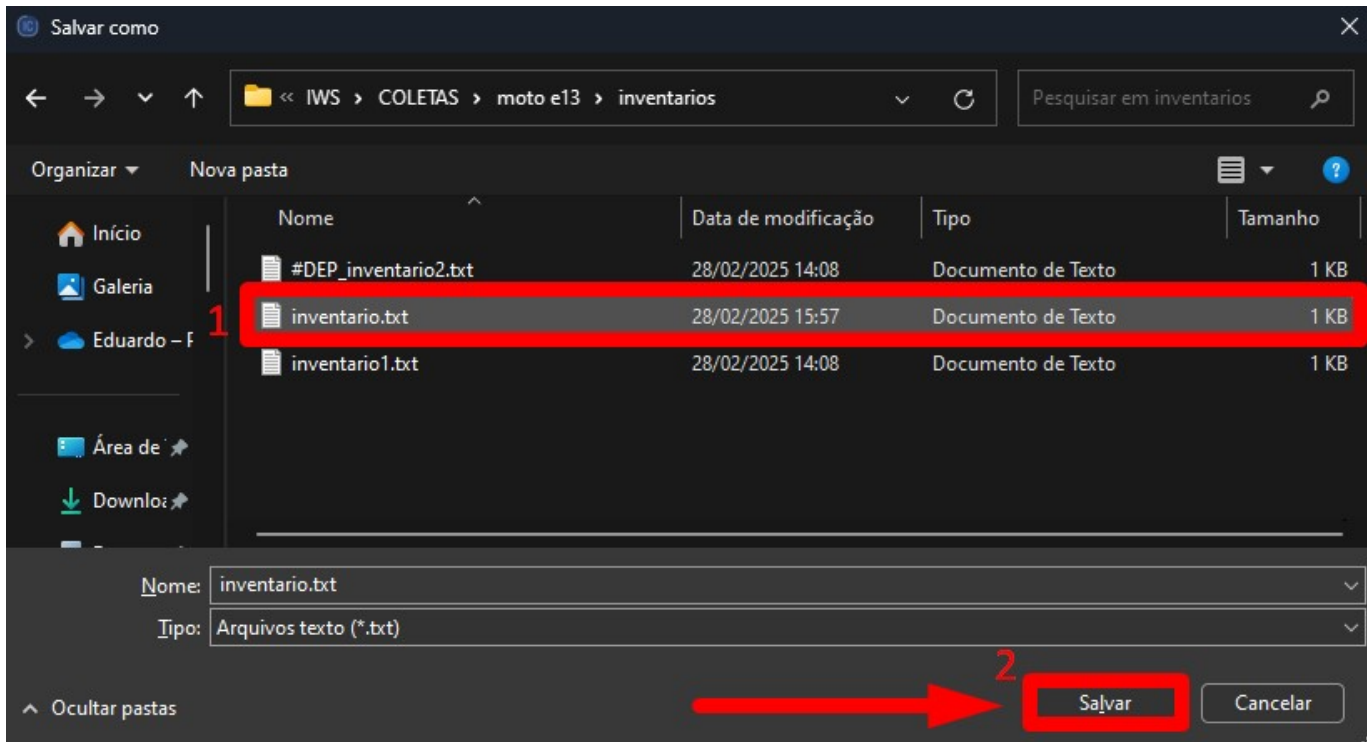 Salvar como
« IWS > COLETAS > moto e13 > inventarios
Pesquisar em inventarios
Organizar
Nova pasta
Nome Data de modificação Tipo Tamanho
Início
#DEP_inventario2.txt 28/02/2025 14:08 Documento de Texto 1 KB
Galeria
1
inventario.txt 28/02/2025 15:57 Documento de Texto 1 KB
Eduardo –
inventario1.txt 28/02/2025 14:08 Documento de Texto 1 KB
Área de
Downloa
Nome: inventario.txt
Tipo: Arquivos texto (*.txt)
2
Ocultar pastas
Salvar
Cancelar